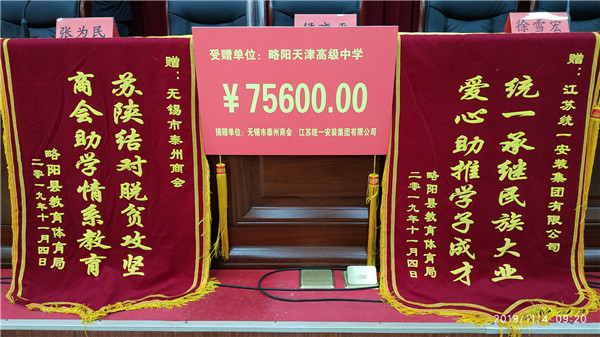 张为民
徐雪宏
赠：无锡市泰州商会
苏陕结对脱贫攻坚
商会助学情系教育
略阳县教育体育局
二零一九年十一月四日
受赠单位：略阳天津高级中学
￥75600.00
捐赠单位：无锡市泰州商会 江苏统一安装集团有限公司
赠：江苏统一安装集团有限公司
统一承继民族大业
爱心助推学子成才
略阳县教育体育局
二零一九年十一月四日
2019/11/4 09:20